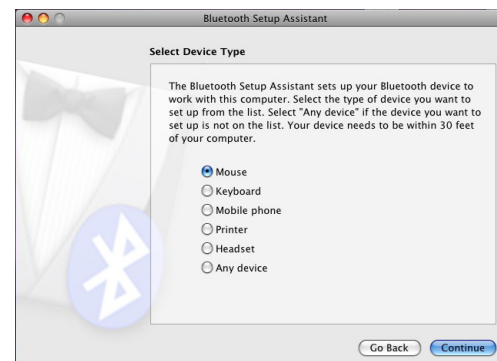 Bluetooth Setup Assistant
Select Device Type
The Bluetooth Setup Assistant sets up your Bluetooth device to
work with this computer. Select the type of device you want to
set up from the list. Select "Any device" if the device you want to
set up is not on the list. Your device needs to be within 30 feet
of your computer.
Mouse
Keyboard
Mobile phone
Printer
Headset
Any device
Go Back
Continue